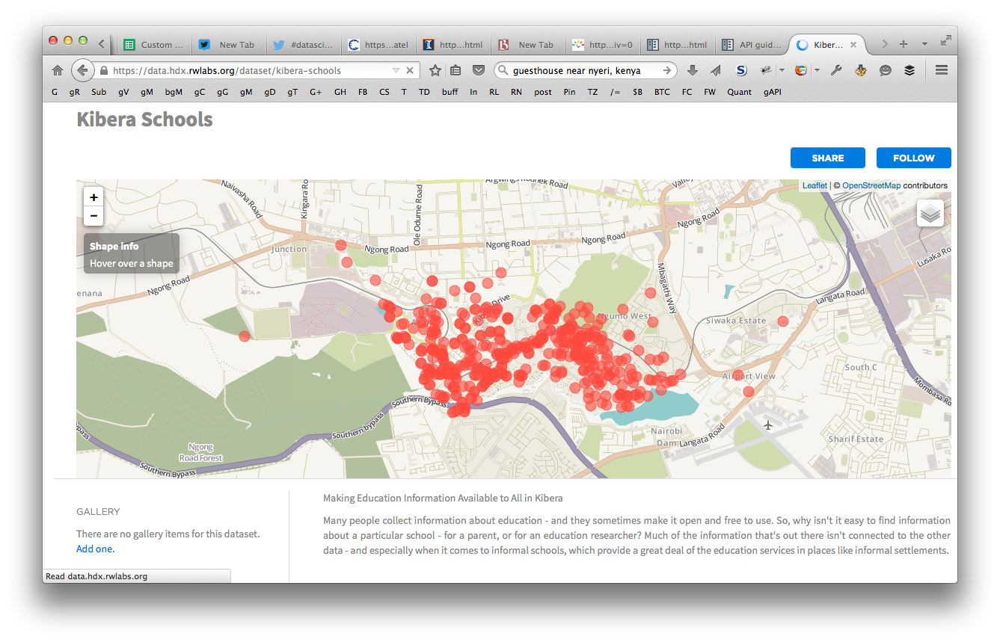 Custom ...
New Tab
#datasci...
https...atel
http...html
New Tab
http...iv=0
http...html
API guid...
Kiber...
https://data.hdx.rwlabs.org/dataset/kibera-schools
guesthouse near nyeri, kenya
G gR Sub gV gM bgM gC gG gM gD gT G+ GH FB CS T TD buff In RL RN post Pin TZ /= $B BTC FC FW Quant gAPI
Kibera Schools
SHARE
FOLLOW
Leaflet | © OpenStreetMap contributors
+
−
Shape info
Hover over a shape
Naivasha Road
Kingara Ro
Ole Odume Road
Argwings Kodhek Road
Valley
Ngong Road
Junction
Ngong Road
Ngong Road
Ngong Road
Ngong Road
Lusaka Ro
enana
Mbagathi Way
Langata Road
Kibera Drive
Ngumo West
Siwaka Estate
South C
Airport View
Mombasa Ro
Southern Bypass
Southern bypass
Southern Bypass
ypass
Ngong
Road Forest
Nairobi
Dam
Langata Road
Sharif Estate
GALLERY
There are no gallery items for this dataset.
Add one.
Making Education Information Available to All in Kibera
Many people collect information about education - and they sometimes make it open and free to use. So, why isn't it easy to find information
about a particular school - for a parent, or for an education researcher? Much of the information that's out there isn't connected to the other
data - and especially when it comes to informal schools, which provide a great deal of the education services in places like informal settlements.
Read data.hdx.rwlabs.org